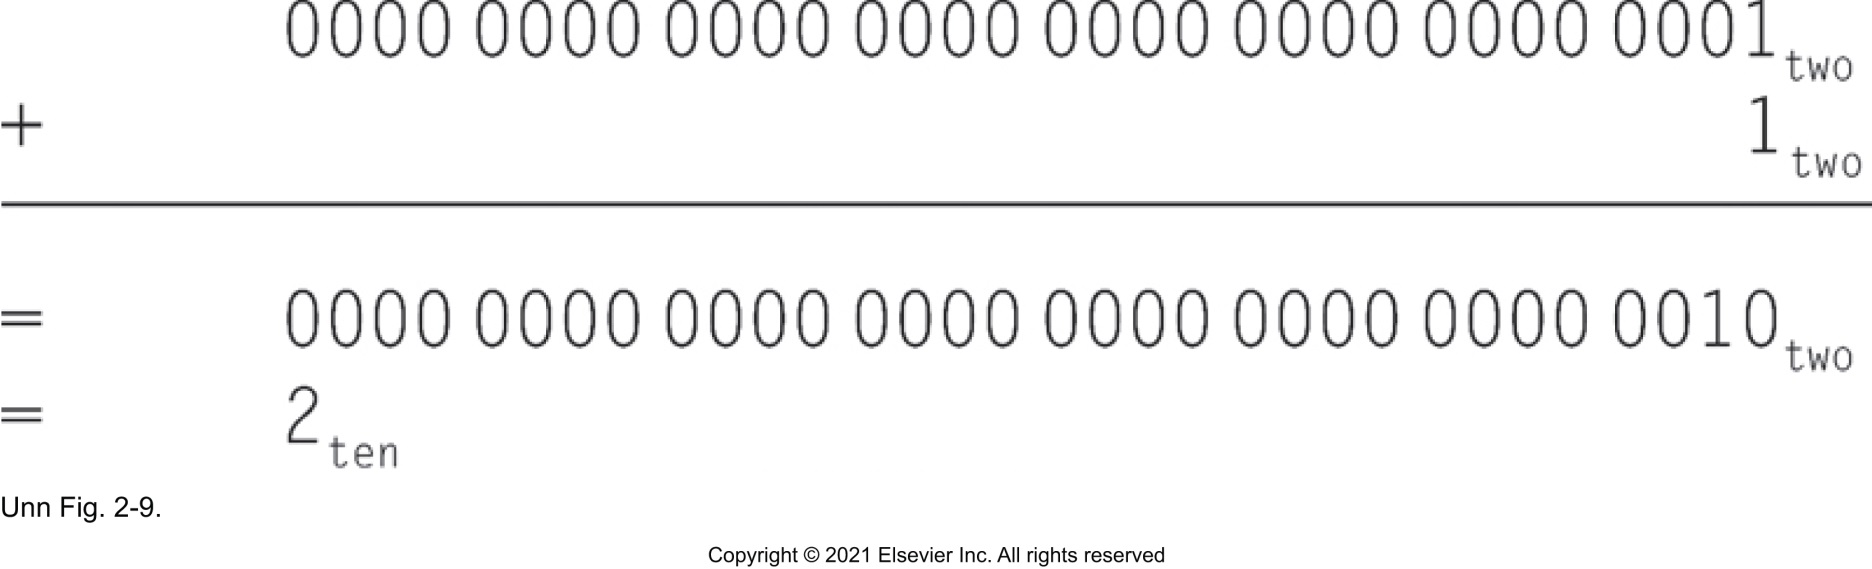 0000 0000 0000 0000 0000 0000 0000 0001two
+ 1two
= 0000 0000 0000 0000 0000 0000 0000 0010two
= 2ten
Unn Fig. 2-9.
Copyright © 2021 Elsevier Inc. All rights reserved